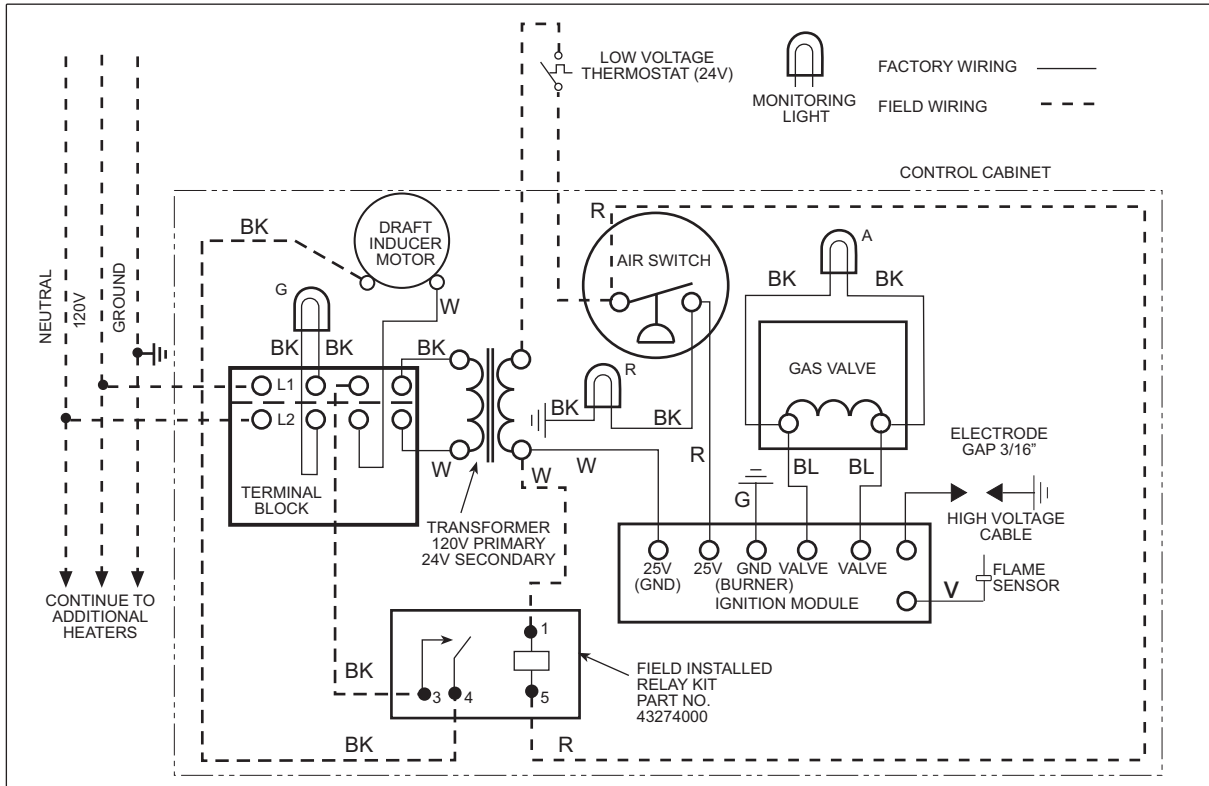 LOW VOLTAGE
THERMOSTAT (24V)
MONITORING
LIGHT
FACTORY WIRING
FIELD WIRING
CONTROL CABINET
NEUTRAL
120V
GROUND
BK
DRAFT
INDUCER
MOTOR
R
AIR SWITCH
A
BK
BK
G
W
BK
BK
BK
GAS VALVE
L1
R
L2
BK
BK
W
W
W
R
BL
BL
ELECTRODE
GAP 3/16”
TERMINAL
BLOCK
G
HIGH VOLTAGE
CABLE
TRANSFORMER
120V PRIMARY
24V SECONDARY
25V
(GND)
25V
GND
(BURNER)
VALVE
VALVE
IGNITION MODULE
V
FLAME
SENSOR
CONTINUE TO
ADDITIONAL
HEATERS
1
BK
3
4
5
FIELD INSTALLED
RELAY KIT
PART NO.
43274000
BK
R